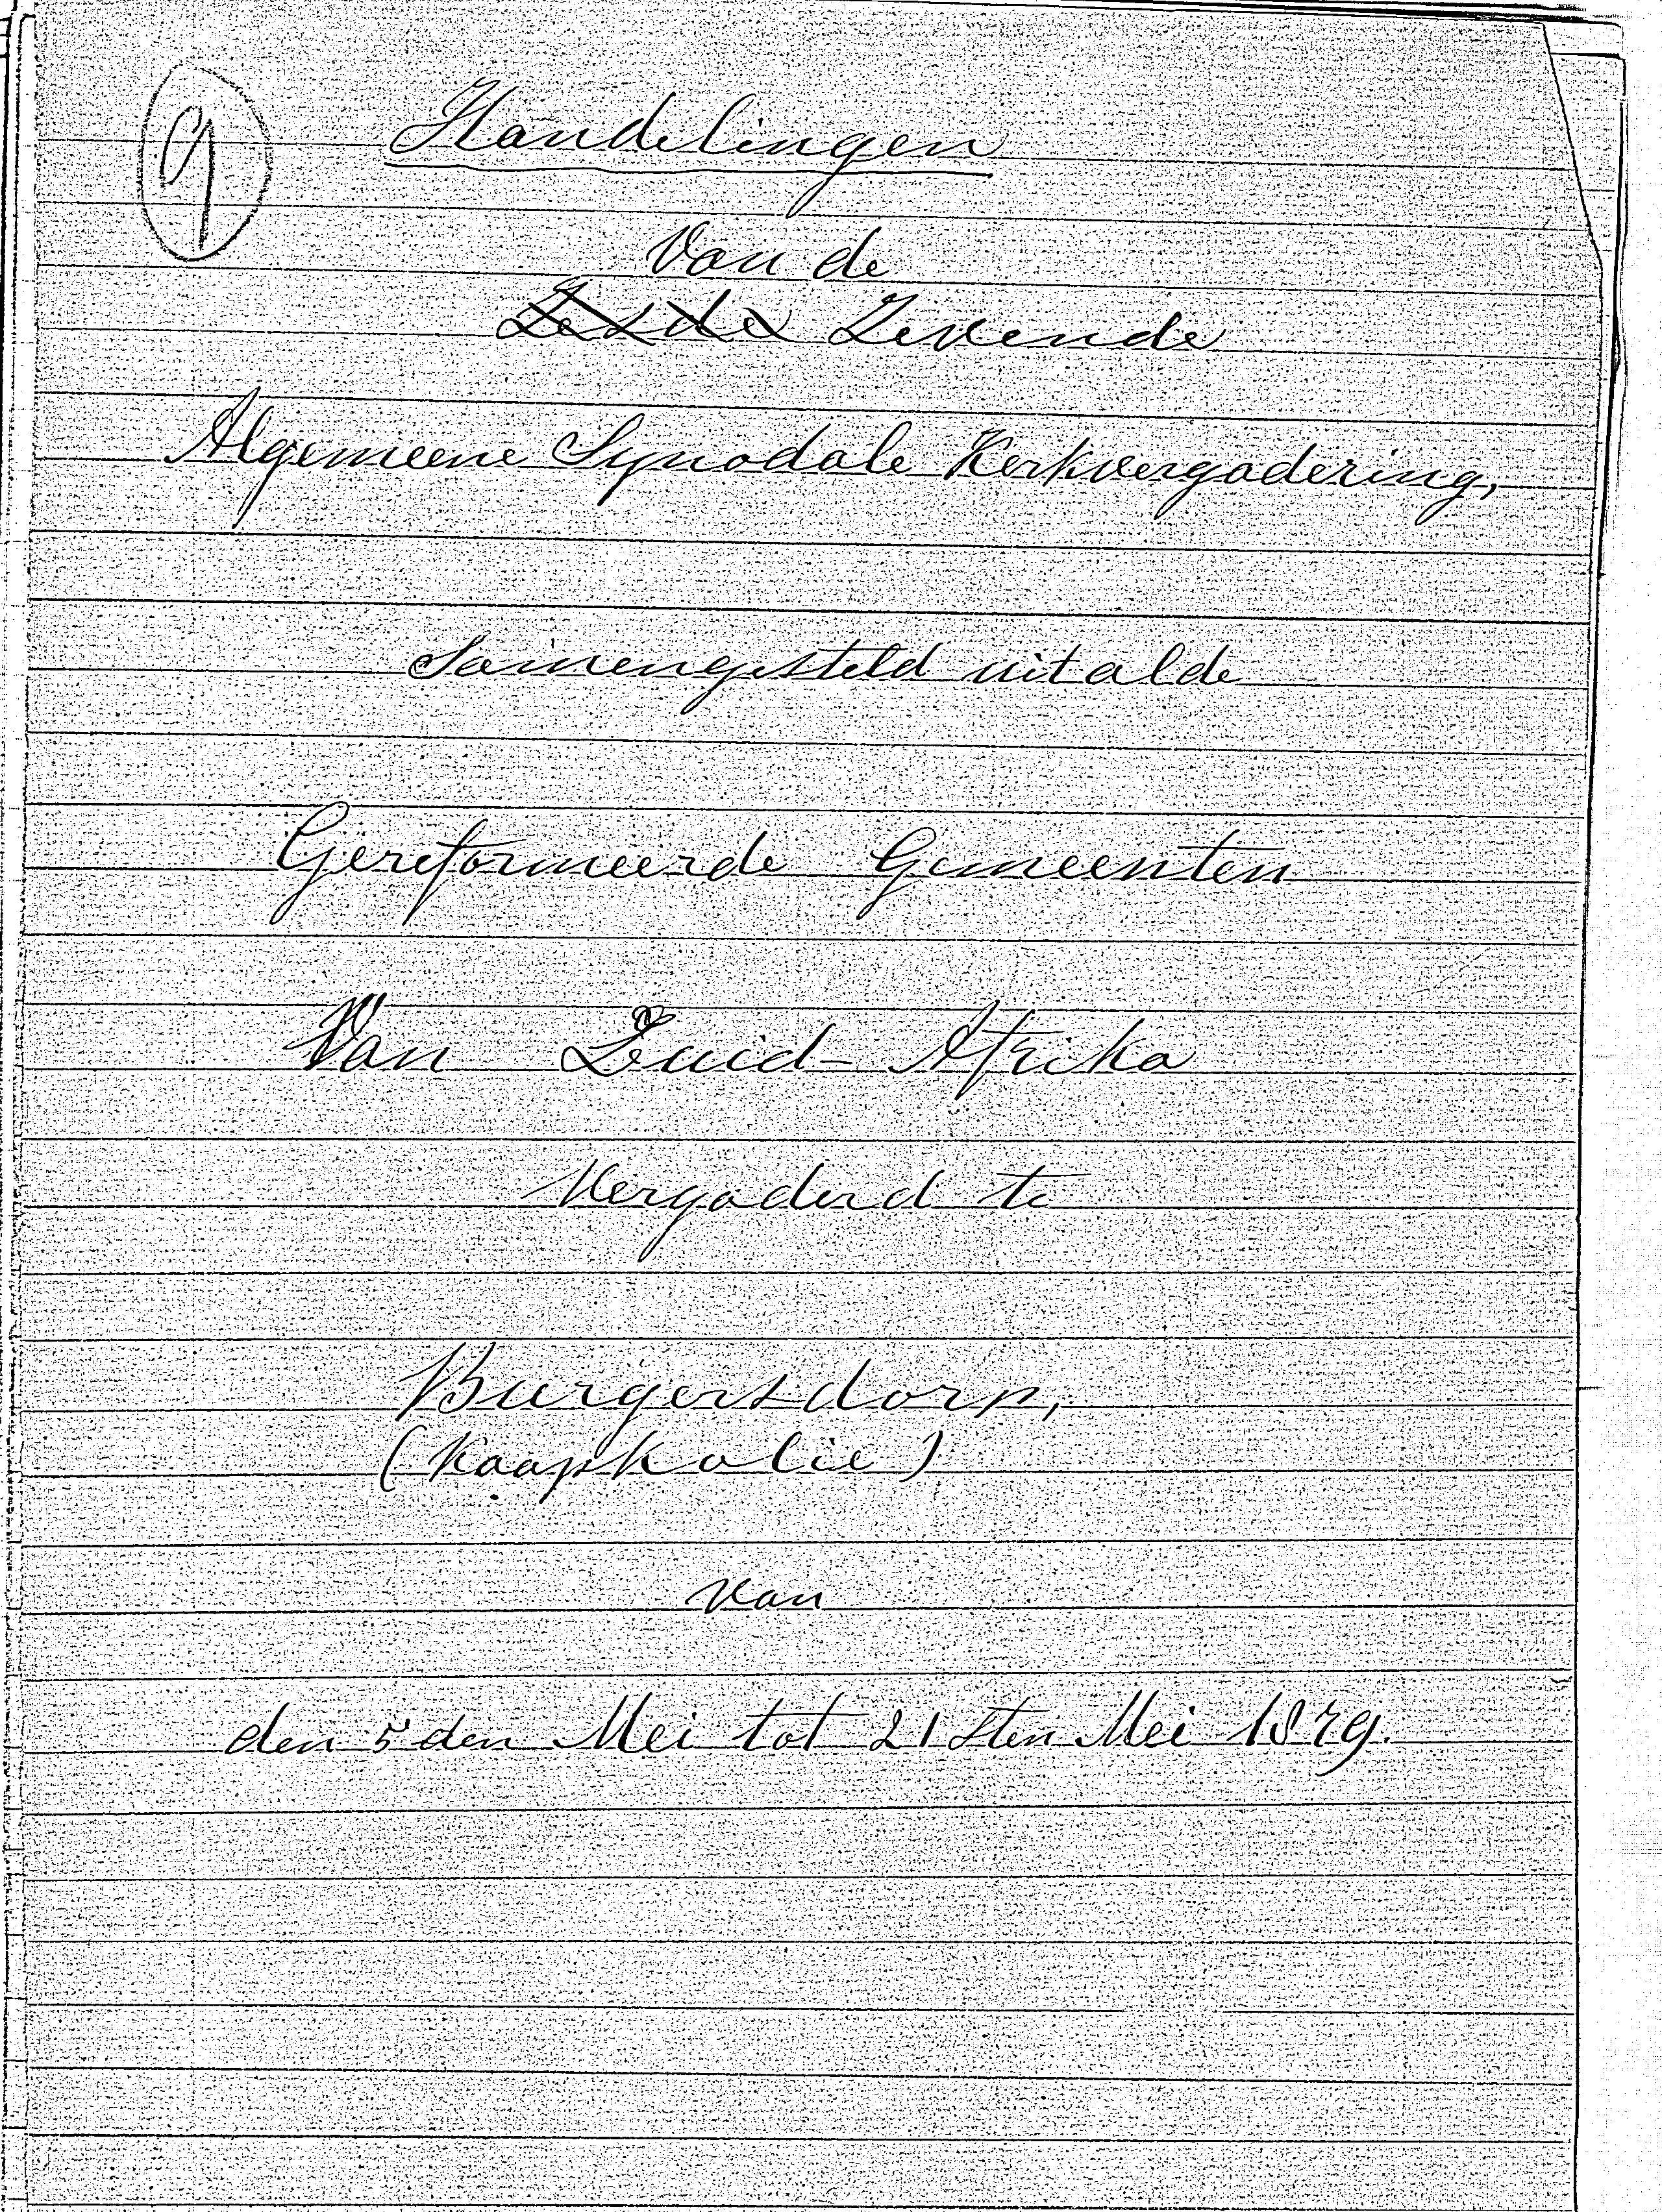 9
Handelingen
Van de
Zesde Zevende
Algemeene Synodale Kerkvergadering,
Samengesteld uit al de
Gereformeerde Gemeenten
Van Zuid-Afrika
Vergaderd te
Burgersdorp,
(Kaapkolie)
van
den 5den Mei tot 21sten Mei 1879.